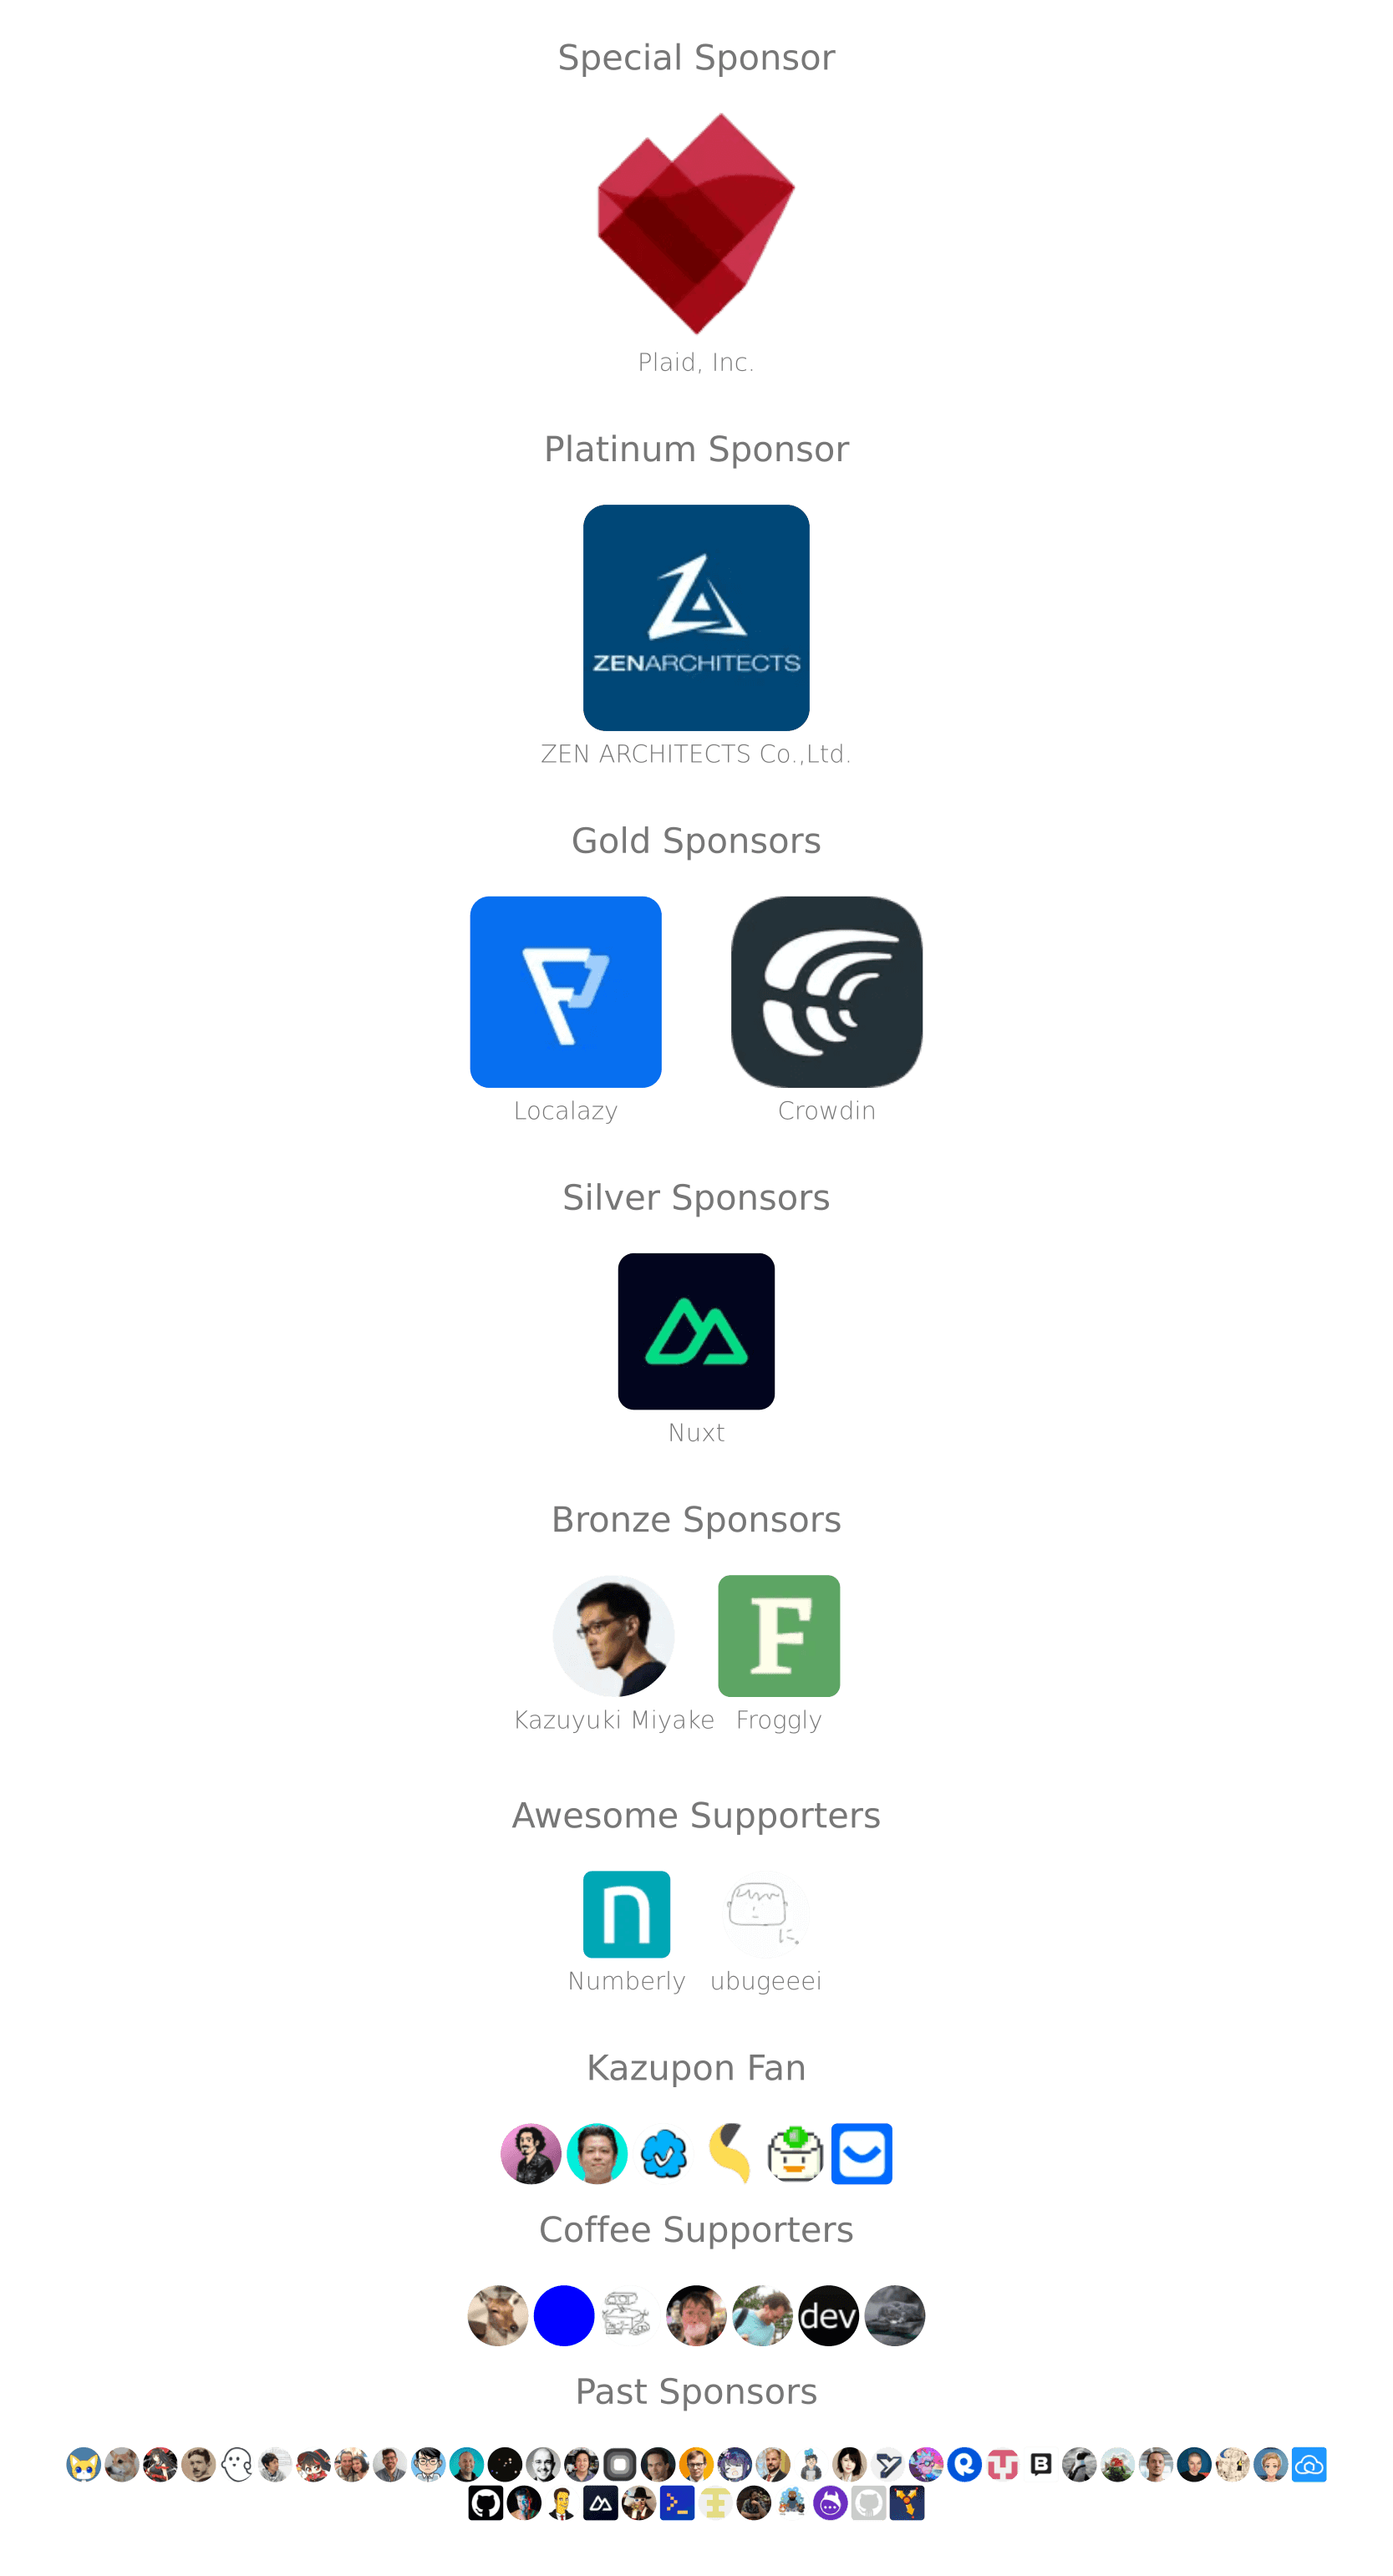 Special Sponsor
Plaid, Inc.
Platinum Sponsor
ZENARCHITECTS
ZEN ARCHITECTS Co.,Ltd.
Gold Sponsors
Localazy
Crowdin
Silver Sponsors
Nuxt
Bronze Sponsors
F
Kazuyuki Miyake
Froggly
Awesome Supporters
n
に.
Numberly
ubugeeei
Kazupon Fan
Coffee Supporters
dev
Past Sponsors
R
B